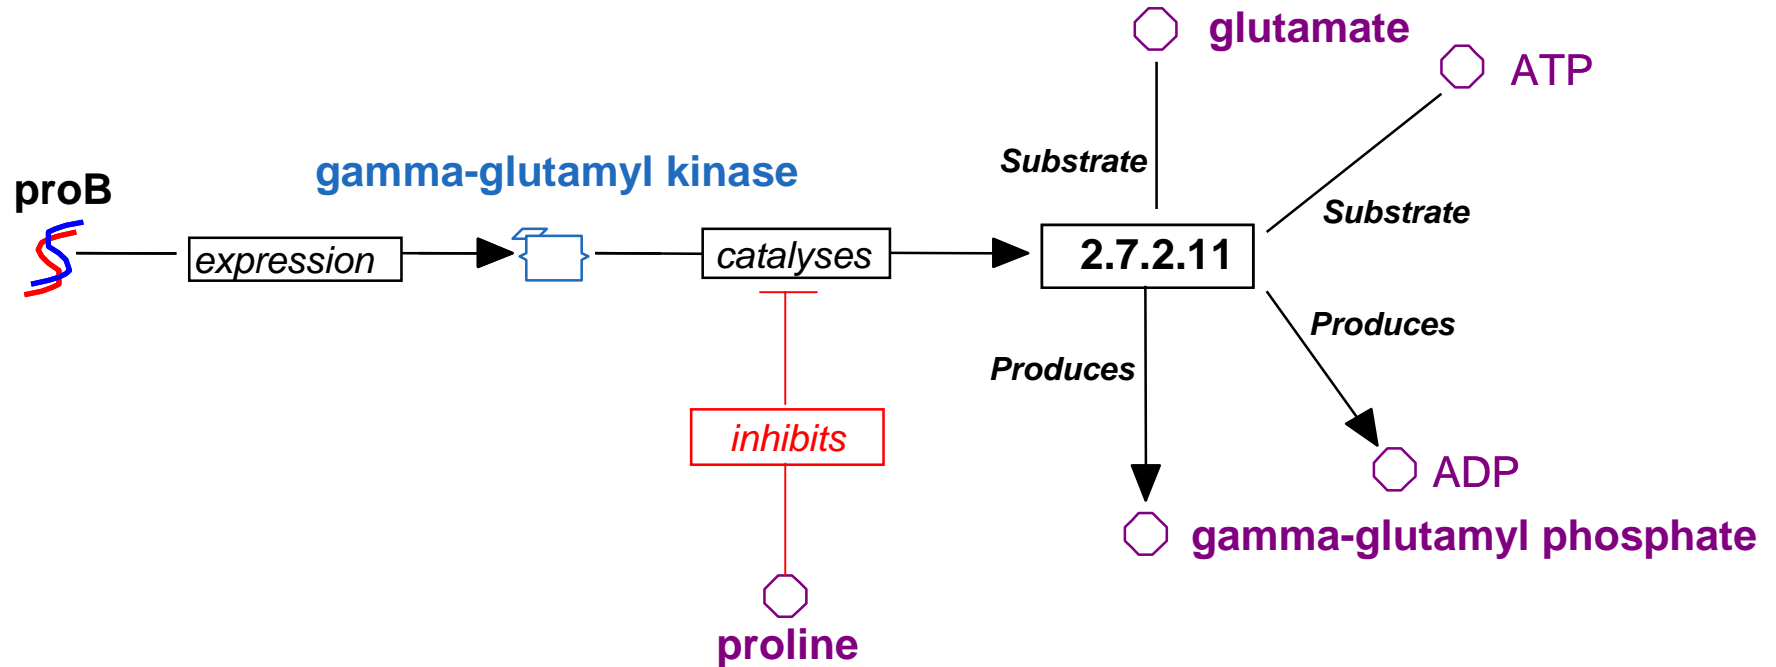 glutamate
ATP
Substrate
gamma-glutamyl kinase
proB
Substrate
expression
catalyses
2.7.2.11
Produces
Produces
inhibits
ADP
gamma-glutamyl phosphate
proline